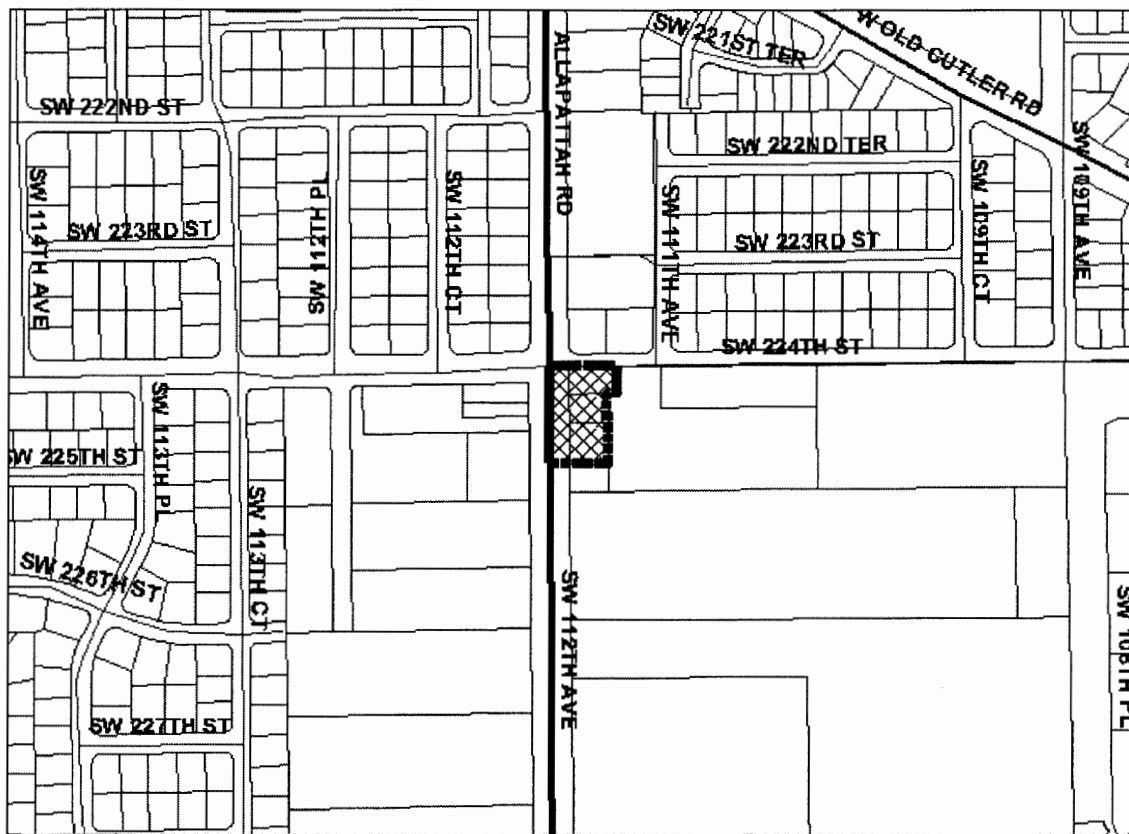 SW 221ST TER
W OLD CUTLER RD
ALLAPATTAH RD
SW 222ND ST
SW 222ND TER
SW 109TH AVE
SW 114TH AVE
SW 112TH PL
SW 112TH CT
SW 111TH AVE
SW 109TH CT
SW 223RD ST
SW 223RD ST
SW 224TH ST
SW 113TH PL
SW 225TH ST
SW 113TH CT
SW 226TH ST
SW 112TH AVE
SW 108TH PL
SW 227TH ST